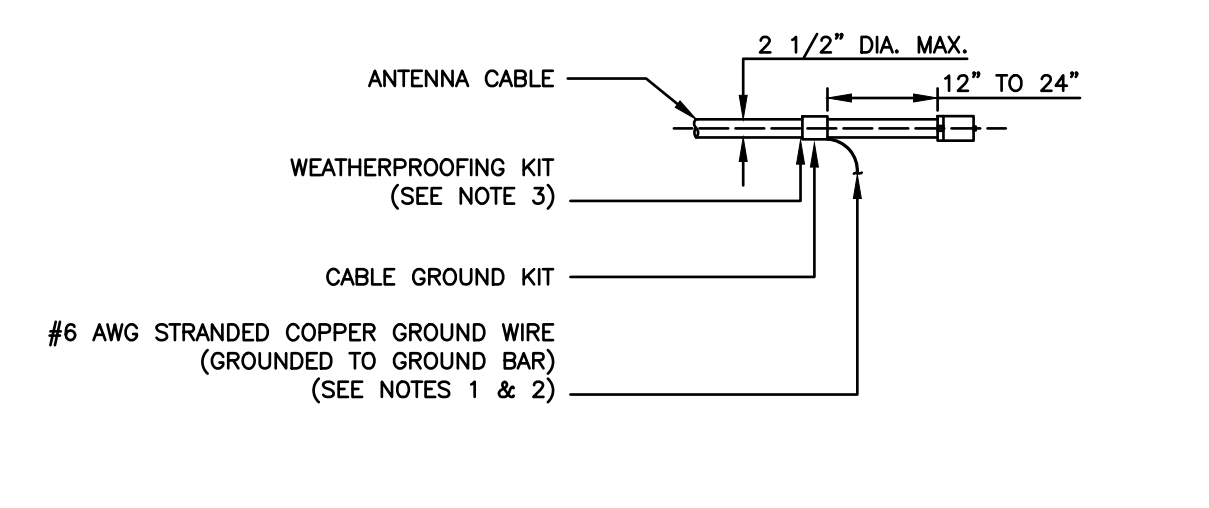 2 1/2” DIA. MAX.
ANTENNA CABLE
12” TO 24”
WEATHERPROOFING KIT
(SEE NOTE 3)
CABLE GROUND KIT
#6 AWG STRANDED COPPER GROUND WIRE
(GROUNDED TO GROUND BAR)
(SEE NOTES 1 & 2)